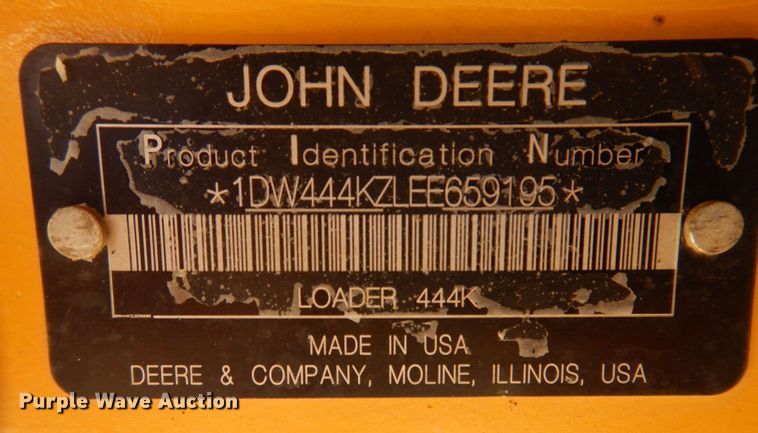 JOHN DEERE
Product Identification Number
*1DW444KZLEE659195*
LOADER 444K
MADE IN USA
DEERE & COMPANY, MOLINE, ILLINOIS, USA
Purple Wave Auction